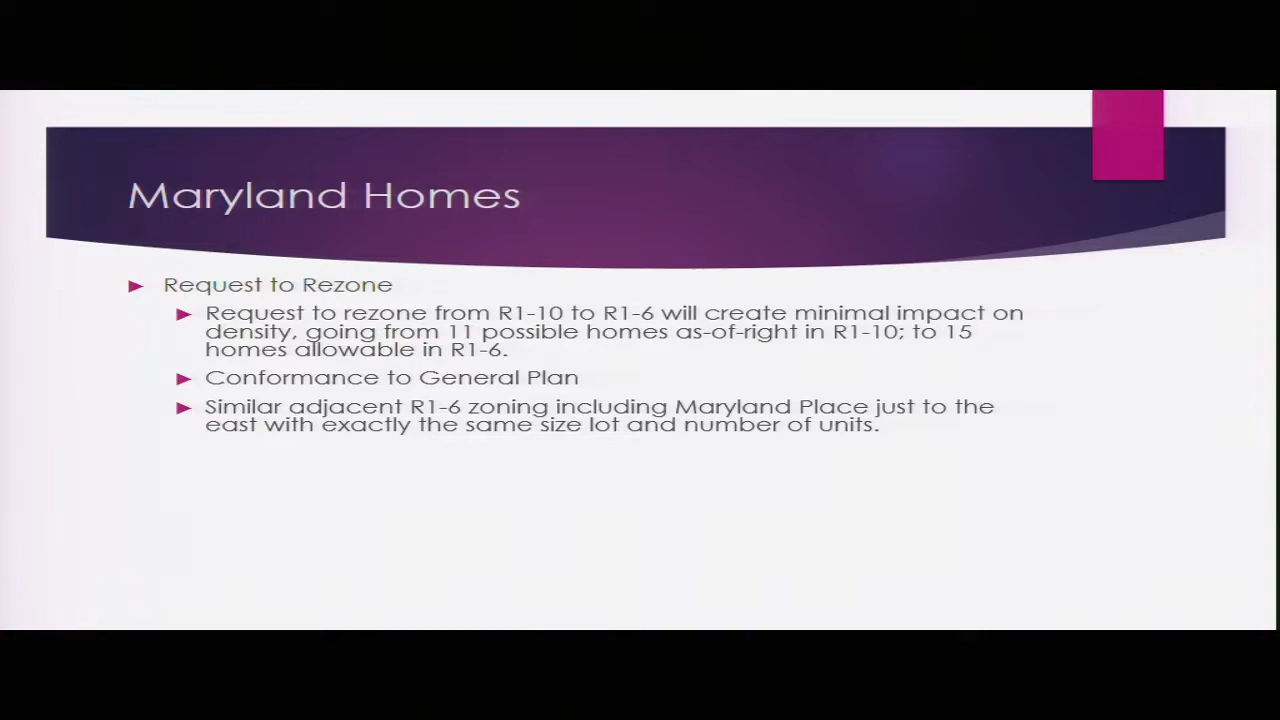 Maryland Homes
Request to Rezone
Request to rezone from R1-10 to R1-6 will create minimal impact on
density, going from 11 possible homes as-of-right in R1-10; to 15
homes allowable in R1-6.
Conformance to General Plan
Similar adjacent R1-6 zoning including Maryland Place just to the
east with exactly the same size lot and number of units.